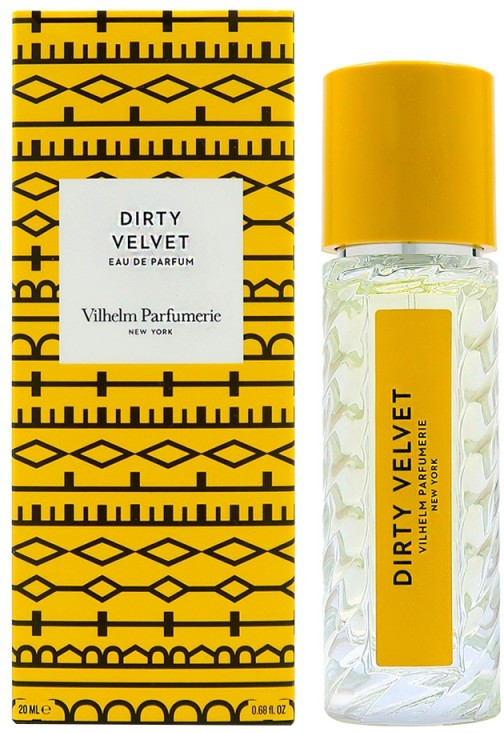 DIRTY
VELVET
EAU DE PARFUM
Vilhelm Parfumerie
NEW YORK
20 ML ℮
0.68 fl. OZ
DIRTY VELVET
VILHELM PARFUMERIE
NEW YORK